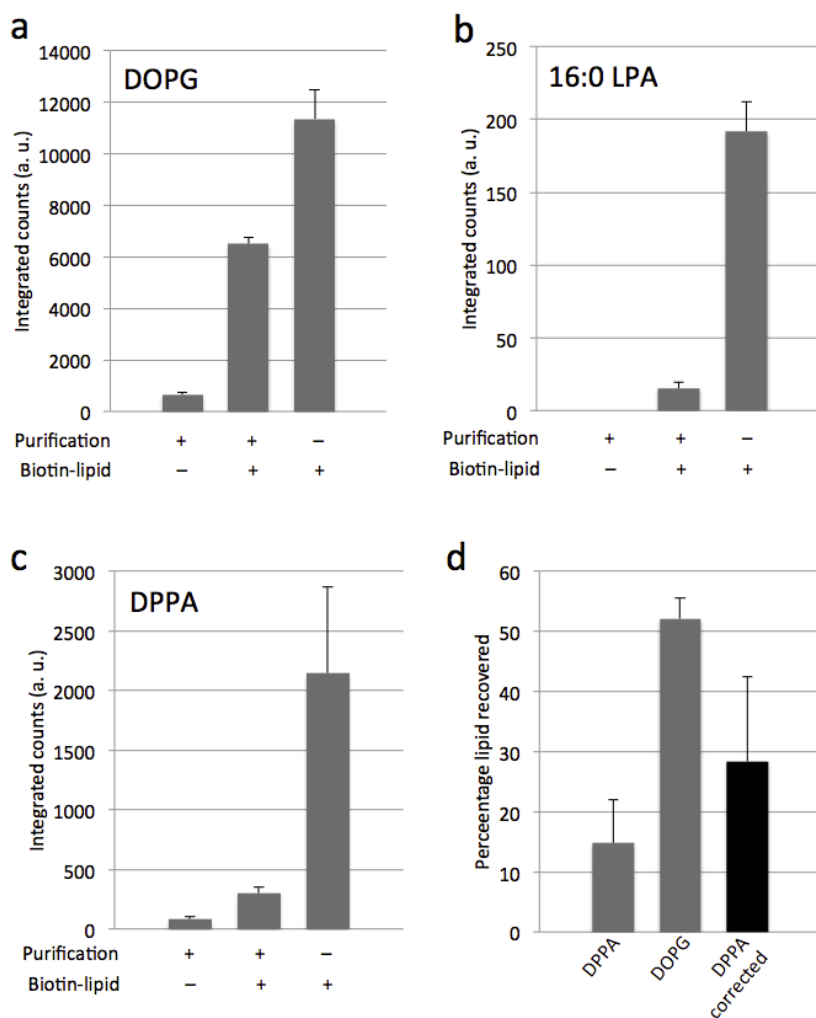 a
DOPG
Integrated counts (a. u.)
14000
12000
10000
8000
6000
4000
2000
0
Purification + + –
Biotin-lipid – + +
b
16:0 LPA
Integrated counts (a. u.)
250
200
150
100
50
0
Purification + + –
Biotin-lipid – + +
c
DPPA
Integrated counts (a. u.)
3000
2500
2000
1500
1000
500
0
Purification + + –
Biotin-lipid – + +
d
Perceentage lipid recovered
60
50
40
30
20
10
0
DPPA
DOPG
DPPA
corrected